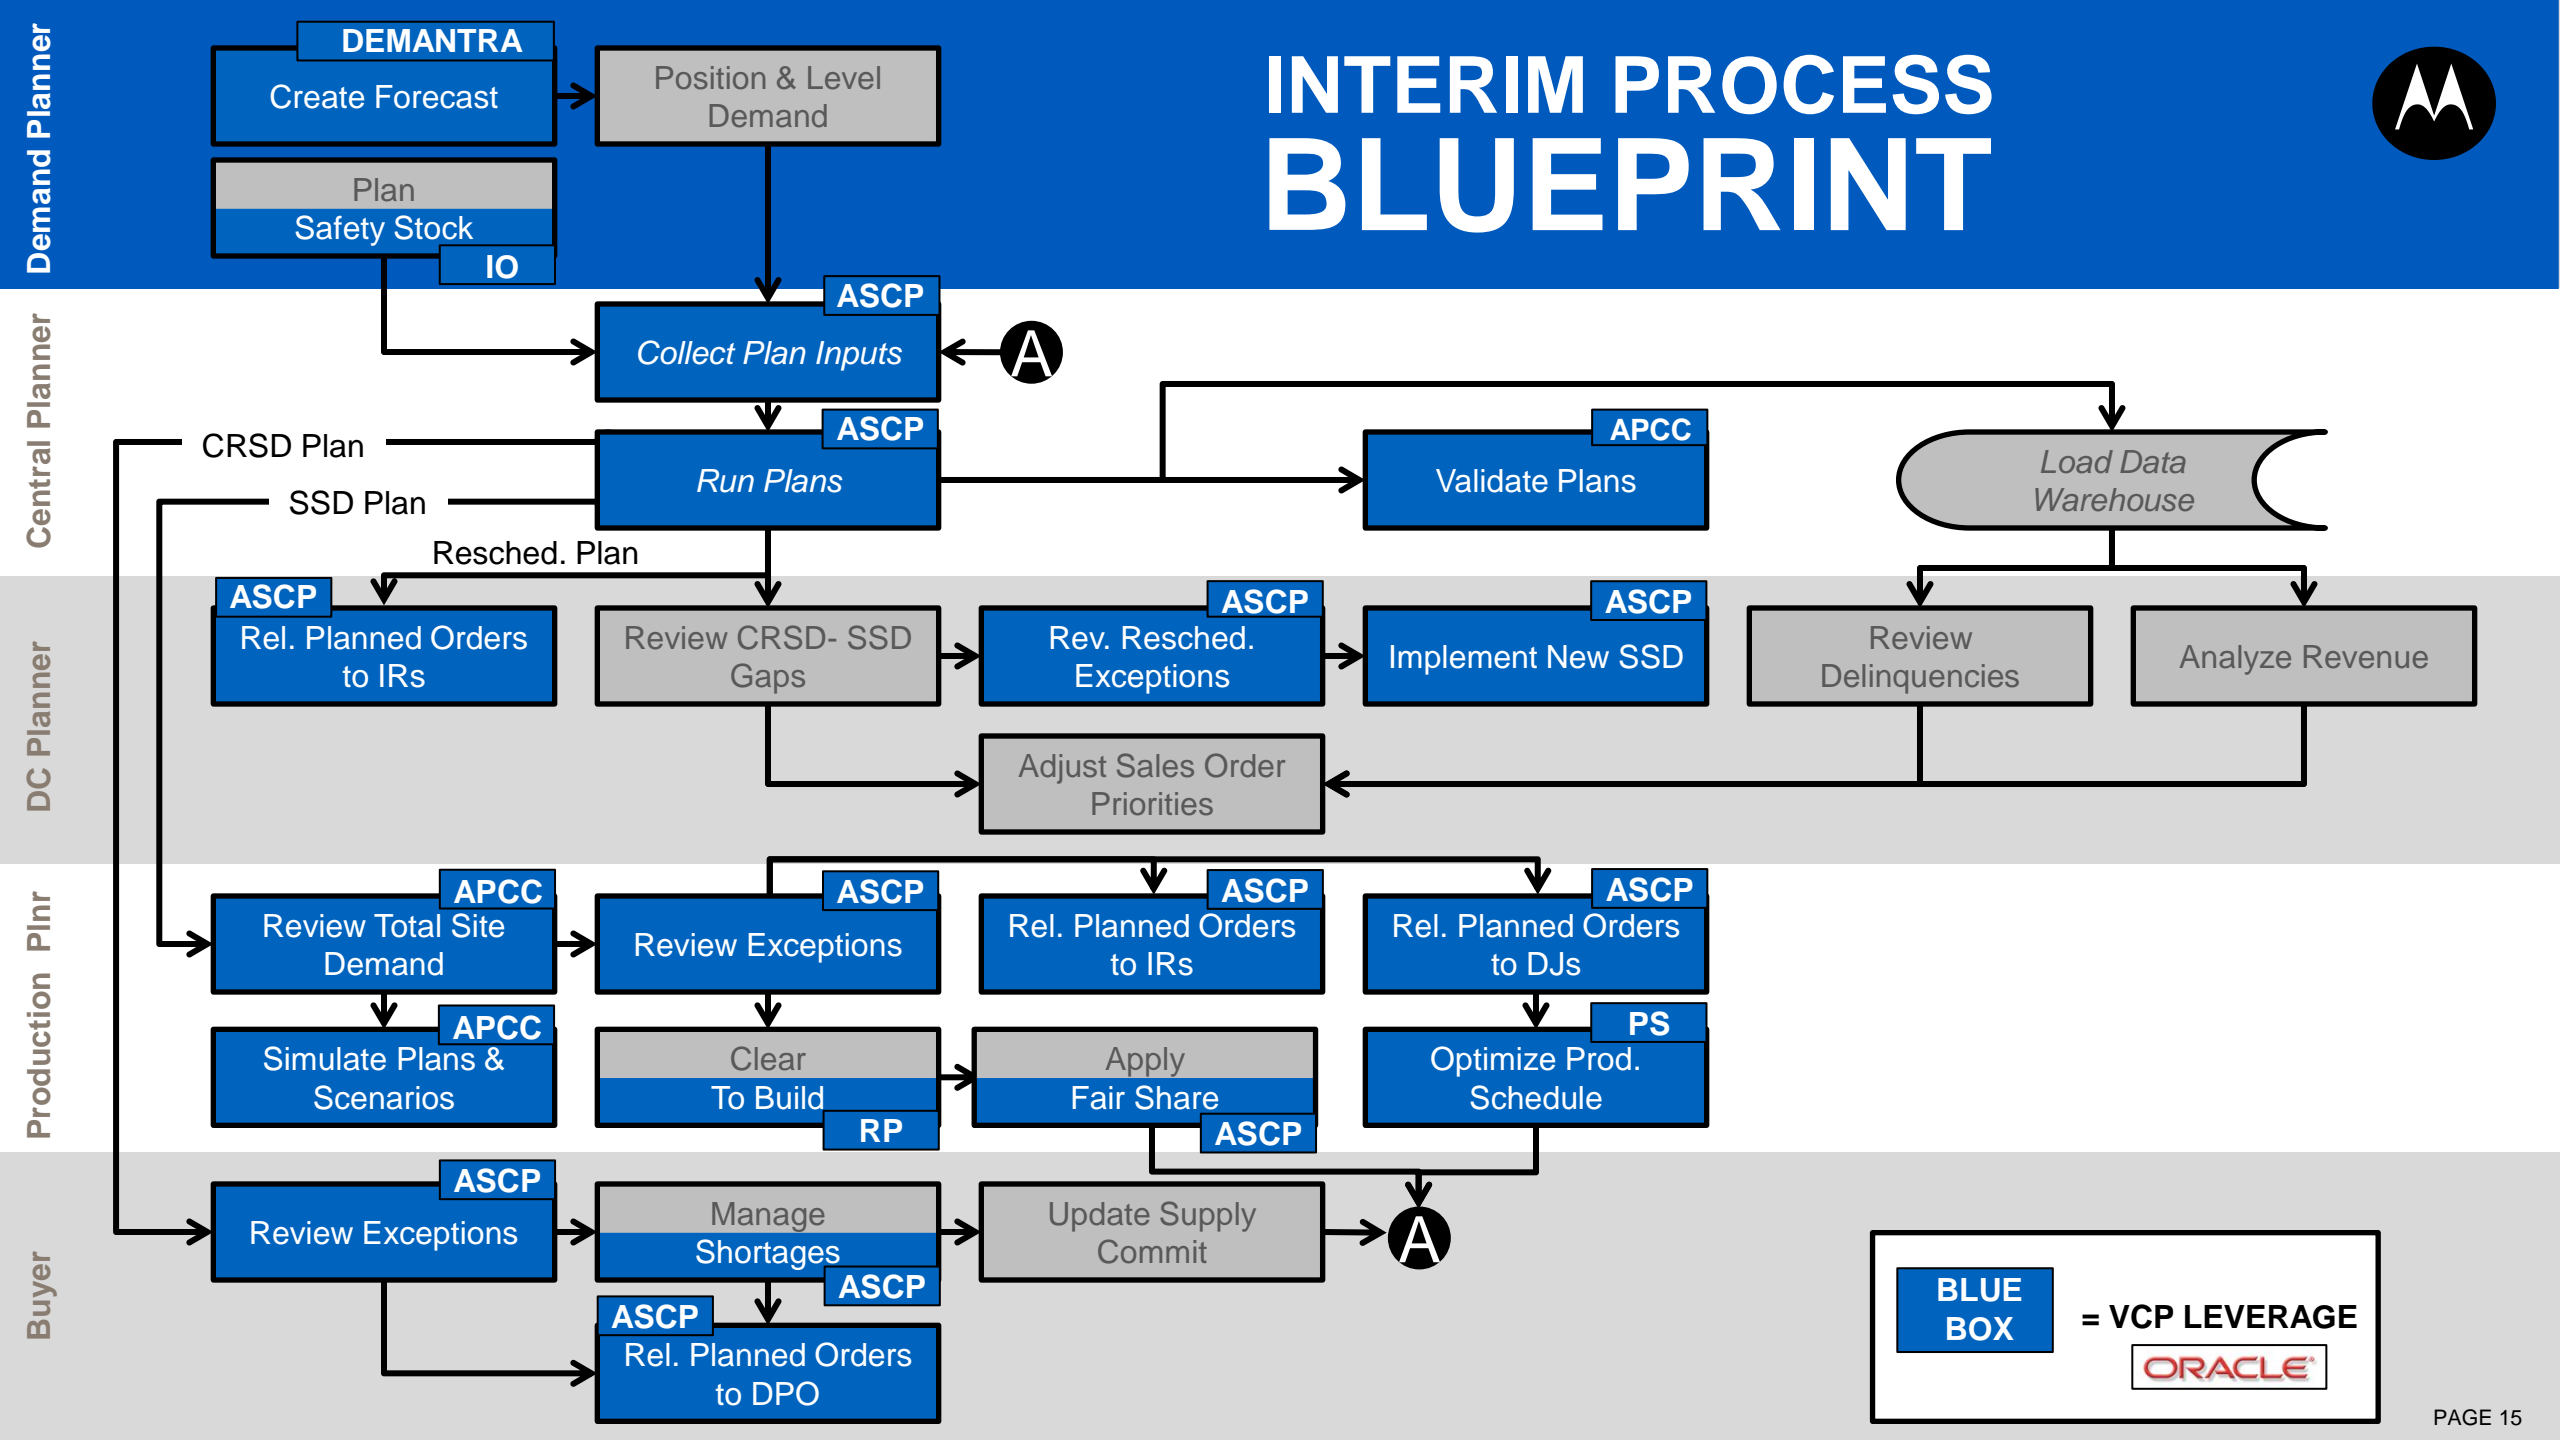 INTERIM PROCESS
BLUEPRINT
Demand Planner
DEMANTRA
Create Forecast
Position & Level
Demand
Plan
Safety Stock
IO
Central Planner
ASCP
Collect Plan Inputs
A
CRSD Plan
SSD Plan
ASCP
Run Plans
Resched. Plan
APCC
Validate Plans
Load Data
Warehouse
DC Planner
ASCP
Rel. Planned Orders
to IRs
Review CRSD- SSD
Gaps
ASCP
Rev. Resched.
Exceptions
ASCP
Implement New SSD
Review
Delinquencies
Analyze Revenue
Adjust Sales Order
Priorities
Production Plnr
APCC
Review Total Site
Demand
ASCP
Review Exceptions
ASCP
Rel. Planned Orders
to IRs
ASCP
Rel. Planned Orders
to DJs
APCC
Simulate Plans &
Scenarios
Clear
To Build
RP
Apply
Fair Share
ASCP
PS
Optimize Prod.
Schedule
Buyer
ASCP
Review Exceptions
Manage
Shortages
ASCP
Update Supply
Commit
A
ASCP
Rel. Planned Orders
to DPO
BLUE
BOX
= VCP LEVERAGE
ORACLE
PAGE 15